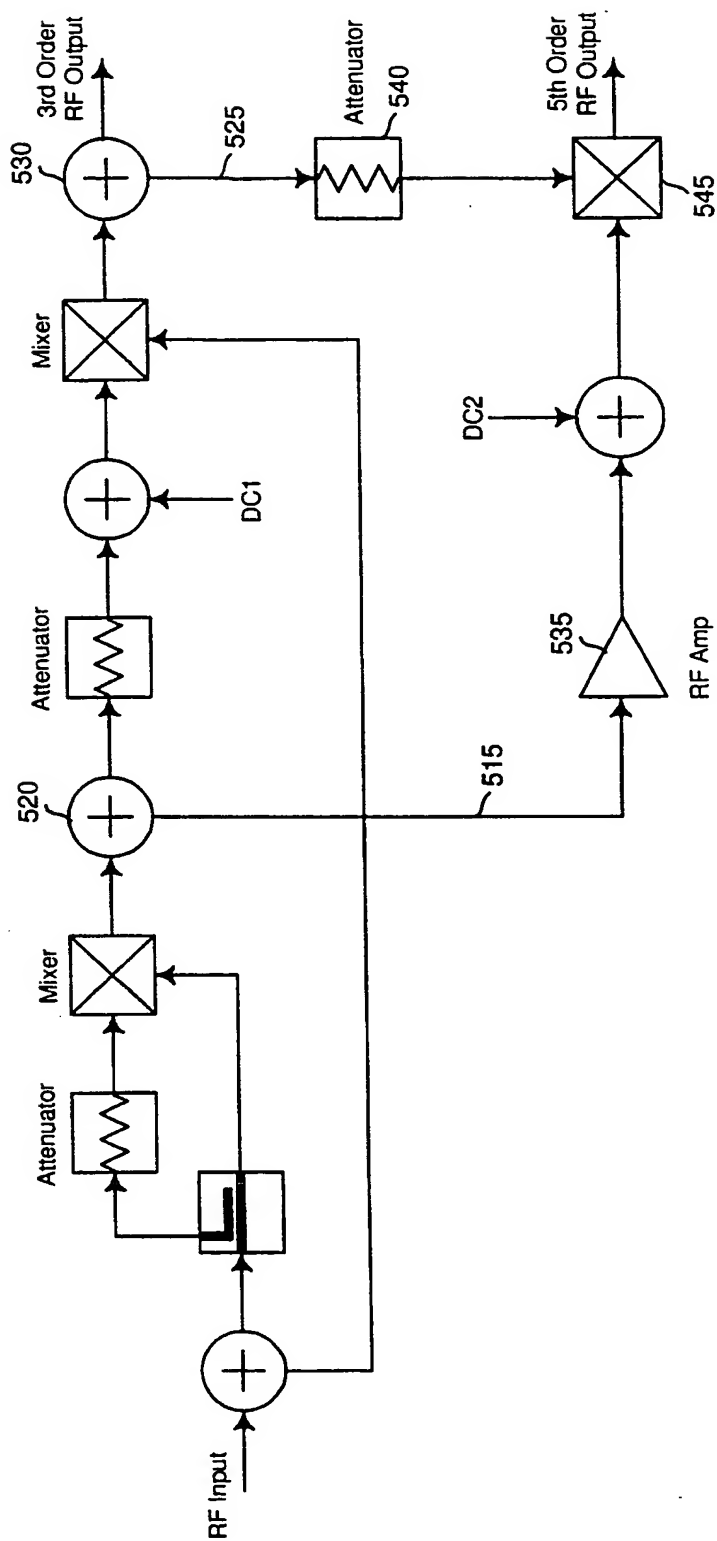 RF Input
Attenuator
Mixer
520
515
Attenuator
DC1
Mixer
530
3rd Order
RF Output
525
Attenuator
540
535
RF Amp
DC2
5th Order
RF Output
545